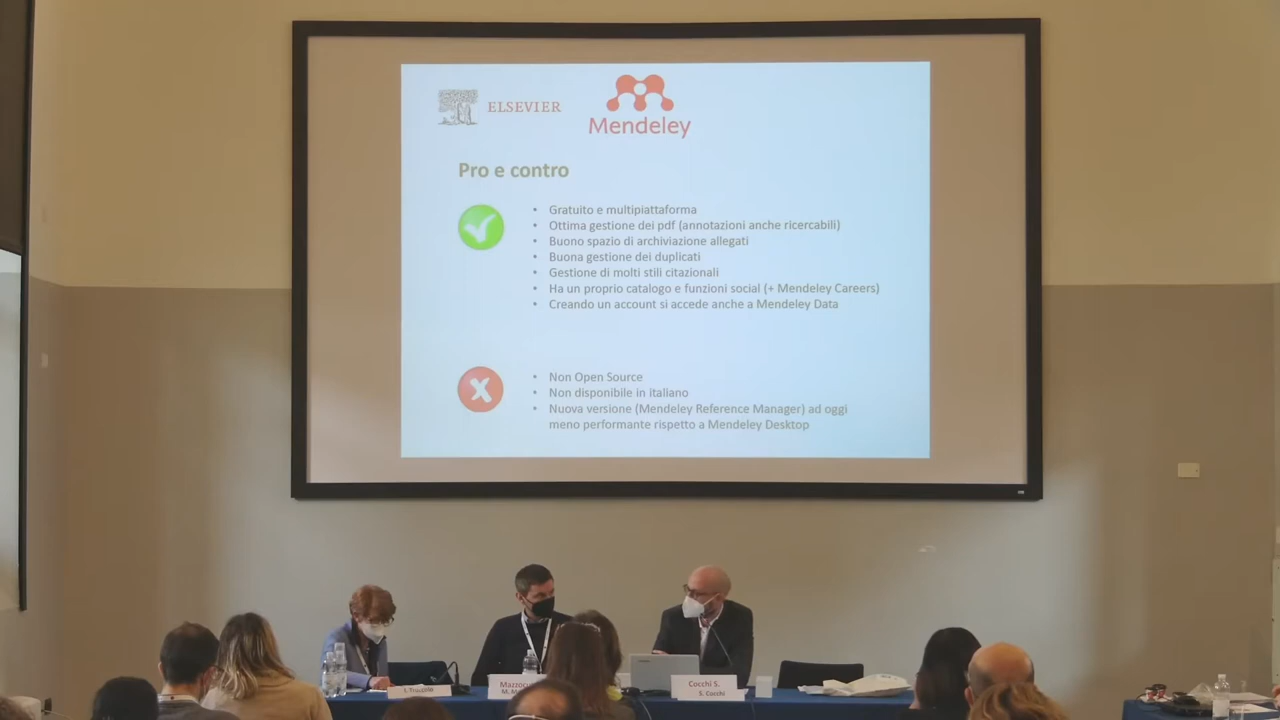 ELSEVIER
Mendeley
Pro e contro
• Gratuito e multipiattaforma
• Ottima gestione dei pdf (annotazioni anche ricercabili)
• Buono spazio di archiviazione allegati
• Buona gestione dei duplicati
• Gestione di molti stili citazionali
• Ha un proprio catalogo e funzioni social (+ Mendeley Careers)
• Creando un account si accede anche a Mendeley Data
• Non Open Source
• Non disponibile in italiano
• Nuova versione (Mendeley Reference Manager) ad oggi
meno performante rispetto a Mendeley Desktop
Cocchi S.
S. Cocchi